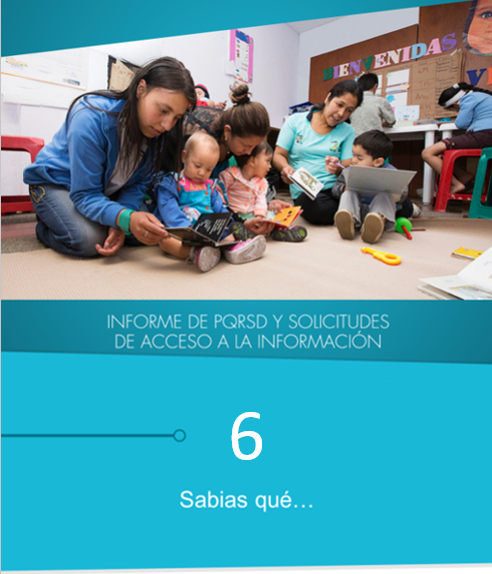 BIENVENIDAS
INFORME DE PQRSD Y SOLICITUDES
DE ACCESO A LA INFORMACIÓN
6
Sabias qué…